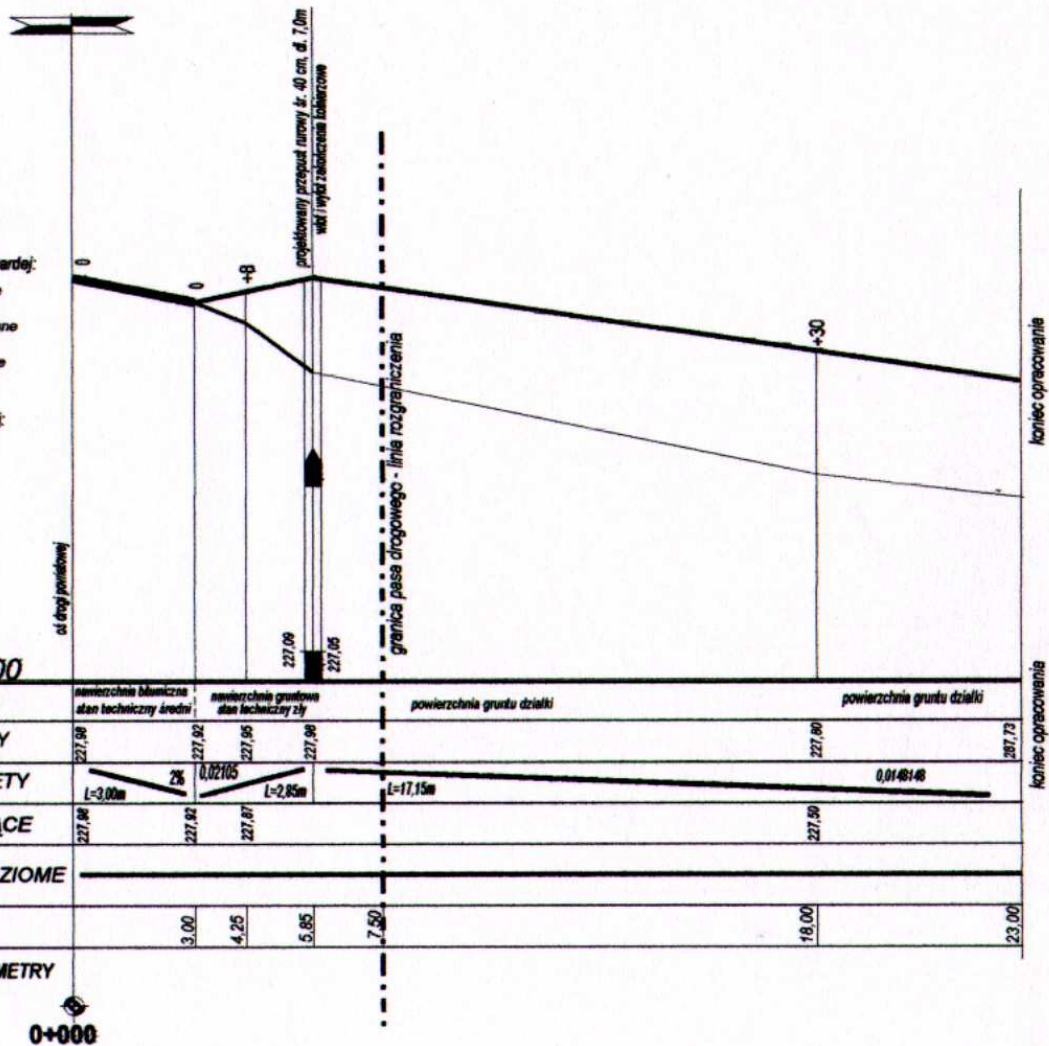 projektowany przepust rurowy śr. 40 cm, dł. 7,0m
wlot i wylot zakończenia kołnierzowe
ardej:
0
0
+8
+30
ne
e
granica pasa drogowego - linia rozgraniczenia
koniec opracowania
oś drogi powiatowej
227,09
227,05
00
nawierzchnia bitumiczna
stan techniczny średni
nawierzchnia gruntowa
stan techniczny zły
powierzchnia gruntu działki
powierzchnia gruntu działki
koniec opracowania
Y
227,98
227,92
227,95
227,98
227,80
287,73
ETY
L=3,00m
2%
0,02105
L=2,85m
L=17,15m
0,0148148
ĄCE
227,98
227,92
227,87
227,50
ZIOME
3,00
4,25
5,85
7,50
18,00
23,00
METRY
0+000